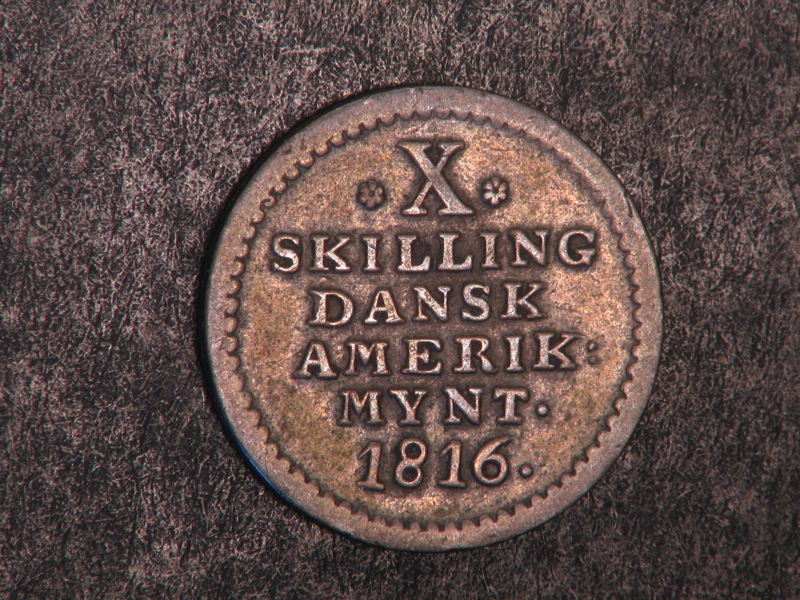 X
SKILLING
DANSK
AMERIK:
MYNT.
1816.